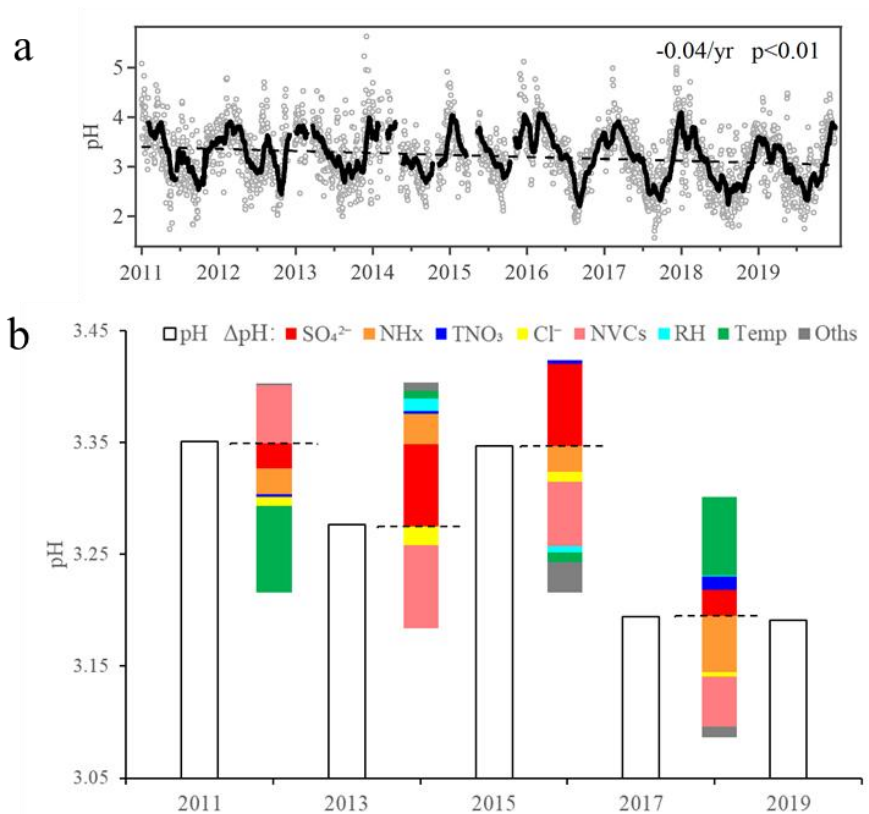 a
-0.04/yr p<0.01
pH
5
4
3
2
2011 2012 2013 2014 2015 2016 2017 2018 2019
b
pH ΔpH: SO₄²⁻ NHx TNO₃ Cl⁻ NVCs RH Temp Oths
pH
3.45
3.35
3.25
3.15
3.05
2011 2013 2015 2017 2019